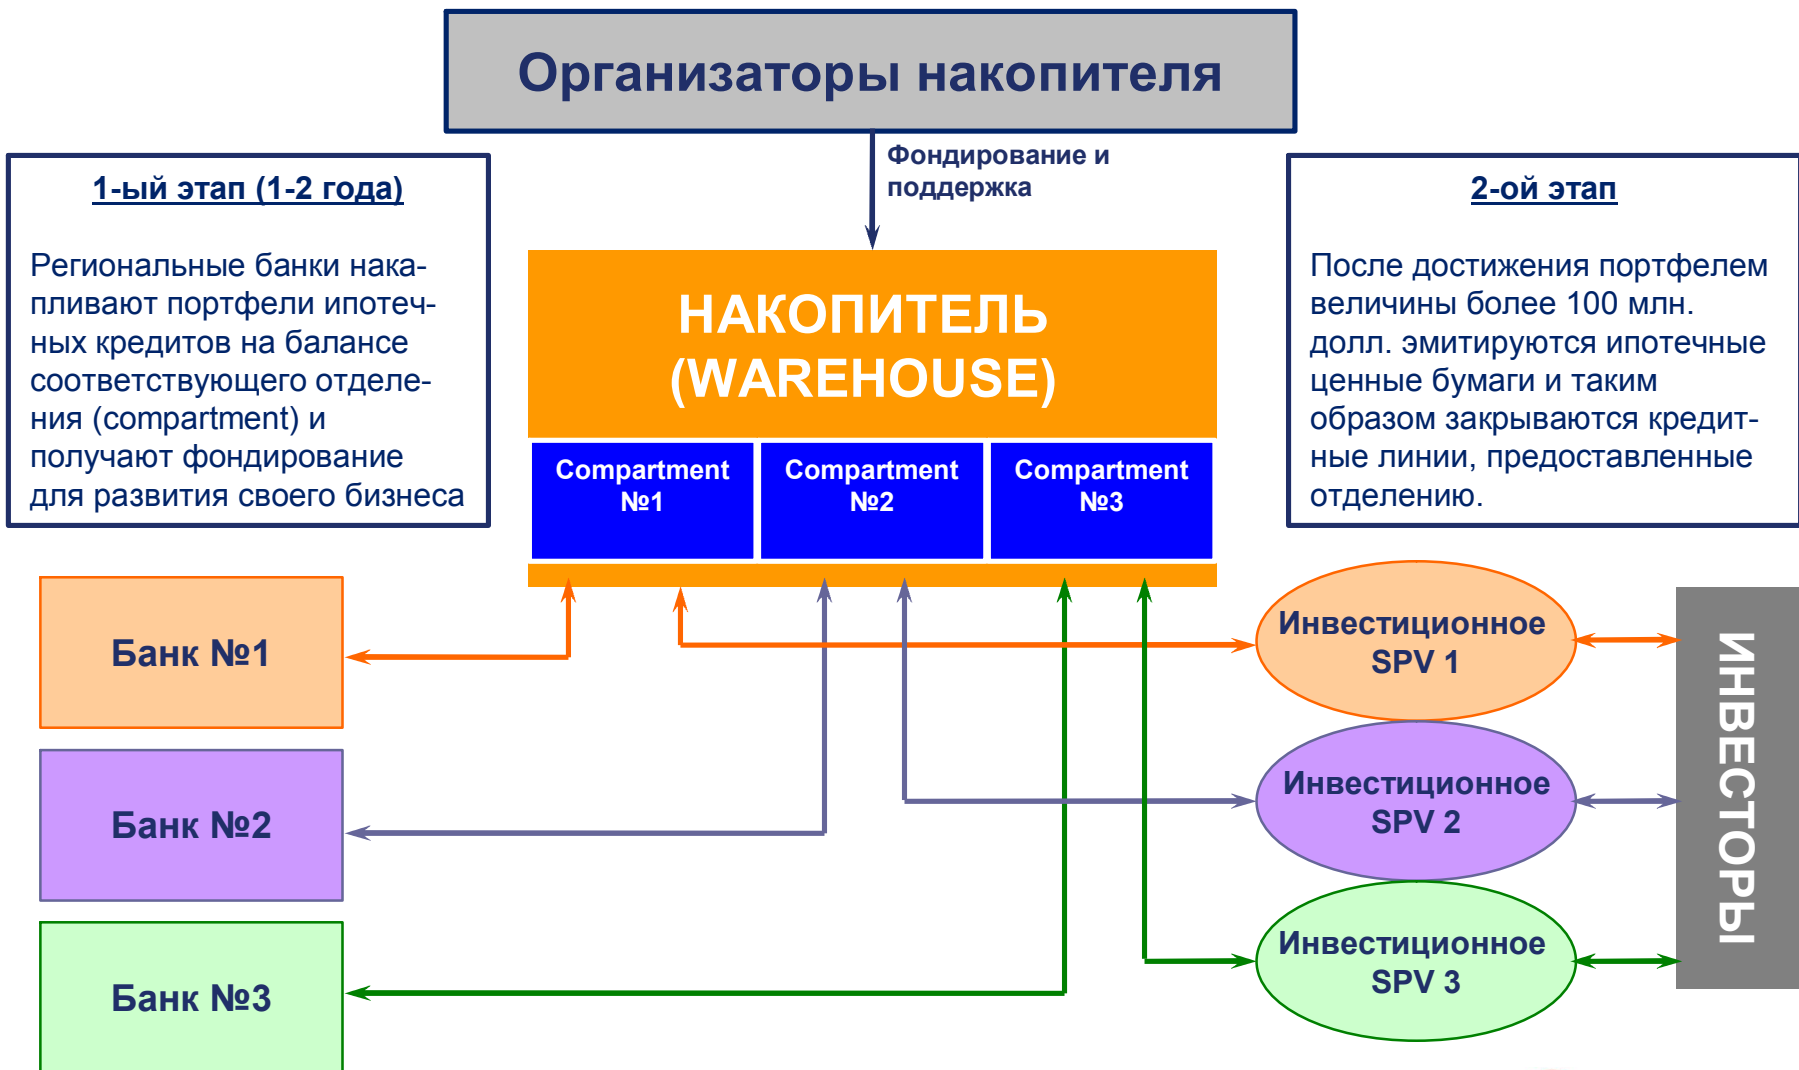 Организаторы накопителя
Фондирование и
поддержка
1-ый этап (1-2 года)
Региональные банки нака-
пливают портфели ипотеч-
ных кредитов на балансе
соответствующего отделе-
ния (compartment) и
получают фондирование
для развития своего бизнеса
НАКОПИТЕЛЬ
(WAREHOUSE)
Compartment
№1
Compartment
№2
Compartment
№3
2-ой этап
После достижения портфелем
величины более 100 млн.
долл. эмитируются ипотечные
ценные бумаги и таким
образом закрываются кредит-
ные линии, предоставленные
отделению.
Банк №1
Банк №2
Банк №3
Инвестиционное
SPV 1
Инвестиционное
SPV 2
Инвестиционное
SPV 3
ИНВЕСТОРЫ